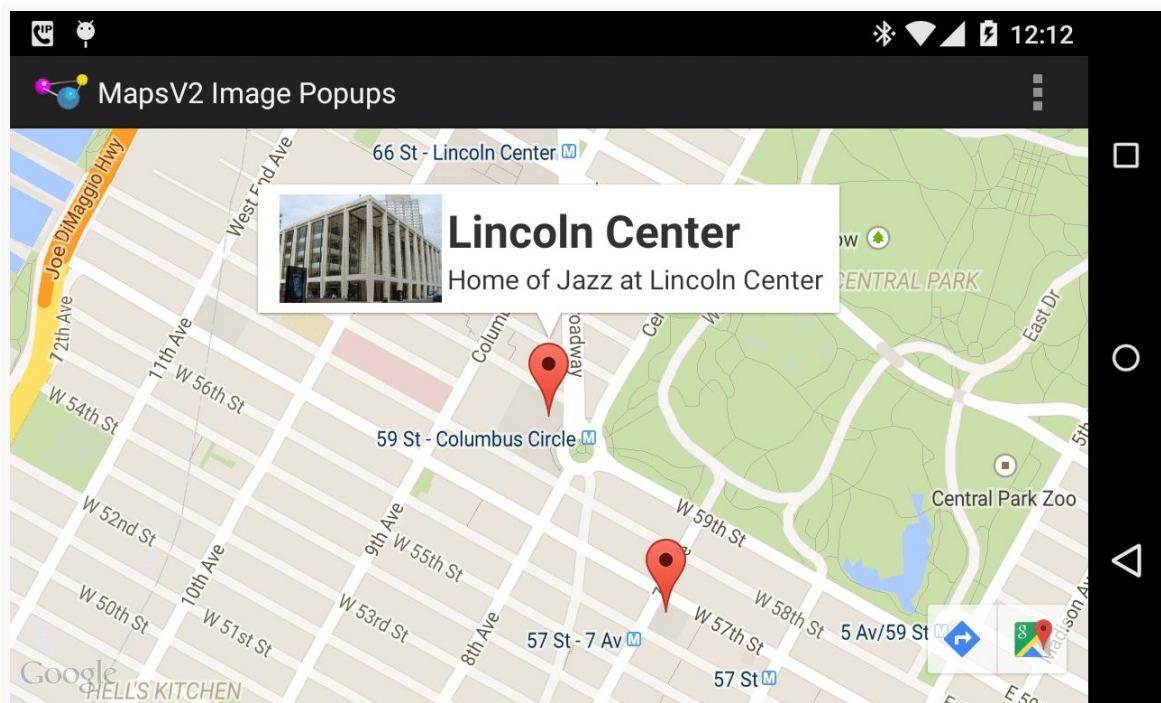 12:12
MapsV2 Image Popups
66 St - Lincoln Center M
Joe DiMaggio Hwy
West End Ave
Lincoln Center
Home of Jazz at Lincoln Center
CENTRAL PARK
East Dr
12th Ave
11th Ave
W 56th St
W 54th St
59 St - Columbus Circle M
Central Park Zoo
W 59th St
W 52nd St
9th Ave
W 55th St
10th Ave
W 50th St
W 51st St
W 53rd St
8th Ave
57 St - 7 Av M
W 57th St
W 58th St
5 Av/59 St M
57 St M
Google
HELL'S KITCHEN